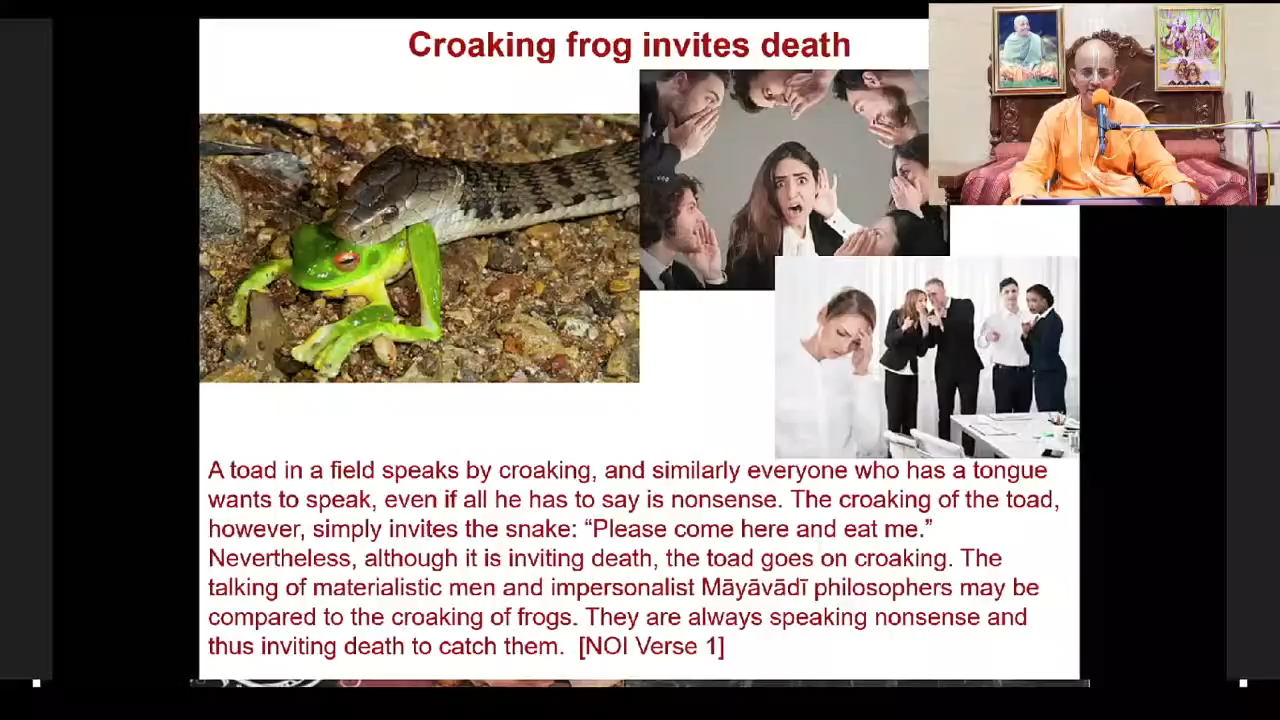 Croaking frog invites death
A toad in a field speaks by croaking, and similarly everyone who has a tongue
wants to speak, even if all he has to say is nonsense. The croaking of the toad,
however, simply invites the snake: “Please come here and eat me.”
Nevertheless, although it is inviting death, the toad goes on croaking. The
talking of materialistic men and impersonalist Māyāvādī philosophers may be
compared to the croaking of frogs. They are always speaking nonsense and
thus inviting death to catch them. [NOI Verse 1]